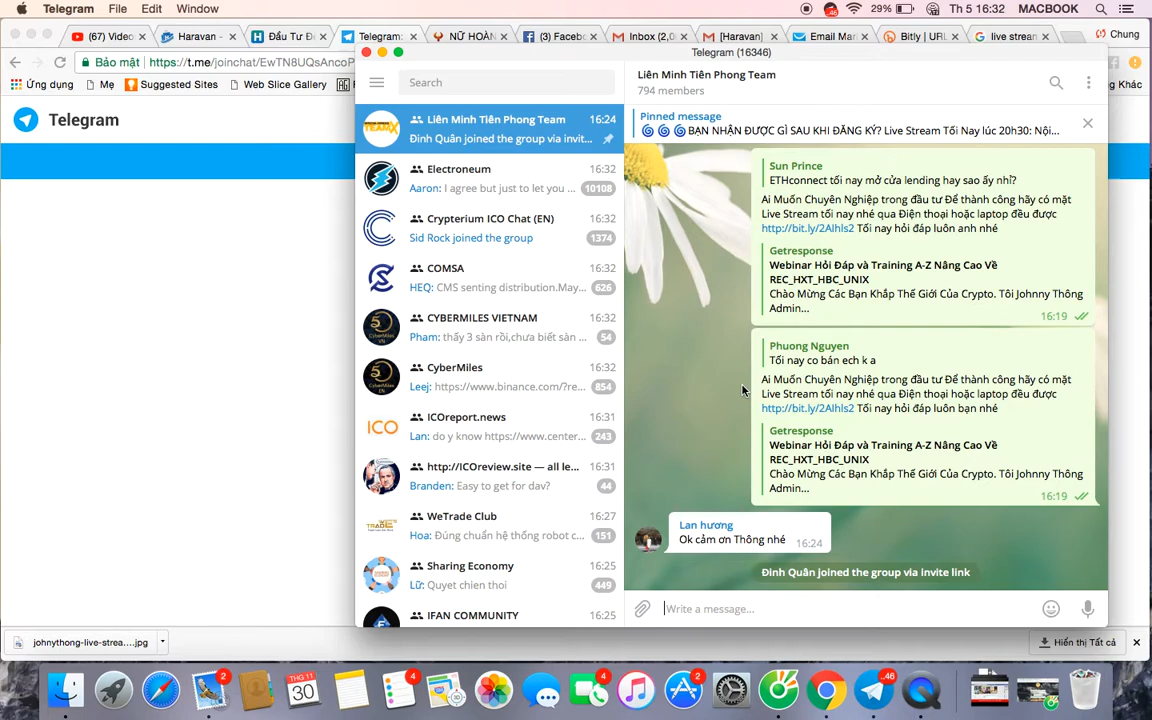 Telegram File Edit Window
46 29% Th 5 16:32 MACBOOK
(67) Video
Haravan -
Đầu Tư Đ
Telegram:
NỮ HOÀN
(3) Faceb
Inbox (2,0
[Haravan]
Email Mar
Bitly | URL
live stream
Chung
Bảo mật https://t.me/joinchat/EwTN8UQsAncoP
Ứng dụng Mẹ Suggested Sites Web Slice Gallery
Khác
Telegram
Telegram (16346)
Search
Liên Minh Tiên Phong Team 16:24
Đinh Quân joined the group via invit...
Electroneum 16:32
Aaron: I agree but just to let you ... 10108
Crypterium ICO Chat (EN) 16:32
Sid Rock joined the group 1374
COMSA 16:32
HEQ: CMS senting distribution.May... 626
CYBERMILES VIETNAM 16:32
Pham: thấy 3 sàn rồi,chưa biết sàn ... 54
CyberMiles 16:32
Leej: https://www.binance.com/?re... 854
ICO
ICOreport.news 16:31
Lan: do y know https://www.center... 243
http://ICOreview.site — all le... 16:31
Branden: Easy to get for dav? 44
WeTrade Club 16:27
Hoa: Đúng chuẩn hệ thống robot c... 151
Sharing Economy 16:25
Lữ: Quyet chien thoi 449
IFAN COMMUNITY 16:25
Liên Minh Tiên Phong Team
794 members
Pinned message
BẠN NHẬN ĐƯỢC GÌ SAU KHI ĐĂNG KÝ? Live Stream Tối Nay lúc 20h30: Nội...
Sun Prince
ETHconnect tối nay mở cửa lending hay sao ấy nhỉ?
Ai Muốn Chuyên Nghiệp trong đầu tư Để thành công hãy có mặt
Live Stream tối nay nhé qua Điện thoại hoặc laptop đều được
http://bit.ly/2AIhls2 Tối nay hỏi đáp luôn anh nhé
Getresponse
Webinar Hỏi Đáp và Training A-Z Nâng Cao Về
REC_HXT_HBC_UNIX
Chào Mừng Các Bạn Khắp Thế Giới Của Crypto. Tôi Johnny Thông
Admin...
16:19
Phuong Nguyen
Tối nay co bán ech k a
Ai Muốn Chuyên Nghiệp trong đầu tư Để thành công hãy có mặt
Live Stream tối nay nhé qua Điện thoại hoặc laptop đều được
http://bit.ly/2AIhls2 Tối nay hỏi đáp luôn bạn nhé
Getresponse
Webinar Hỏi Đáp và Training A-Z Nâng Cao Về
REC_HXT_HBC_UNIX
Chào Mừng Các Bạn Khắp Thế Giới Của Crypto. Tôi Johnny Thông
Admin...
16:19
Lan hương
Ok cảm ơn Thông nhé 16:24
Đinh Quân joined the group via invite link
Write a message...
johnythong-live-strea....jpg
Hiển thị Tất cả
2
THG 11
30
4
4
2
46